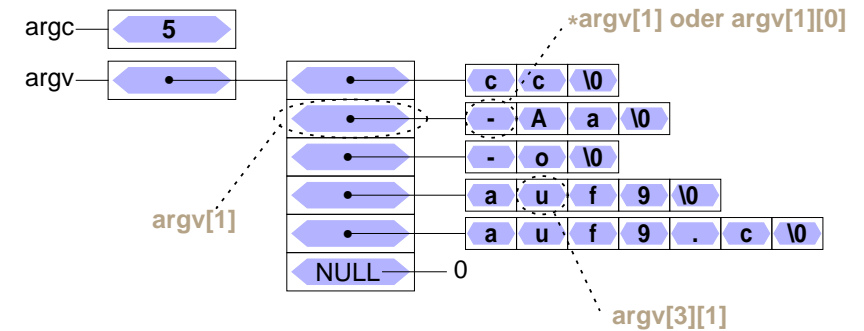 *argv[1] oder argv[1][0]
argc 5
argv
c c \0
- A a \0
- o \0
argv[1]
a u f 9 \0
a u f 9 . c \0
NULL 0
argv[3][1]